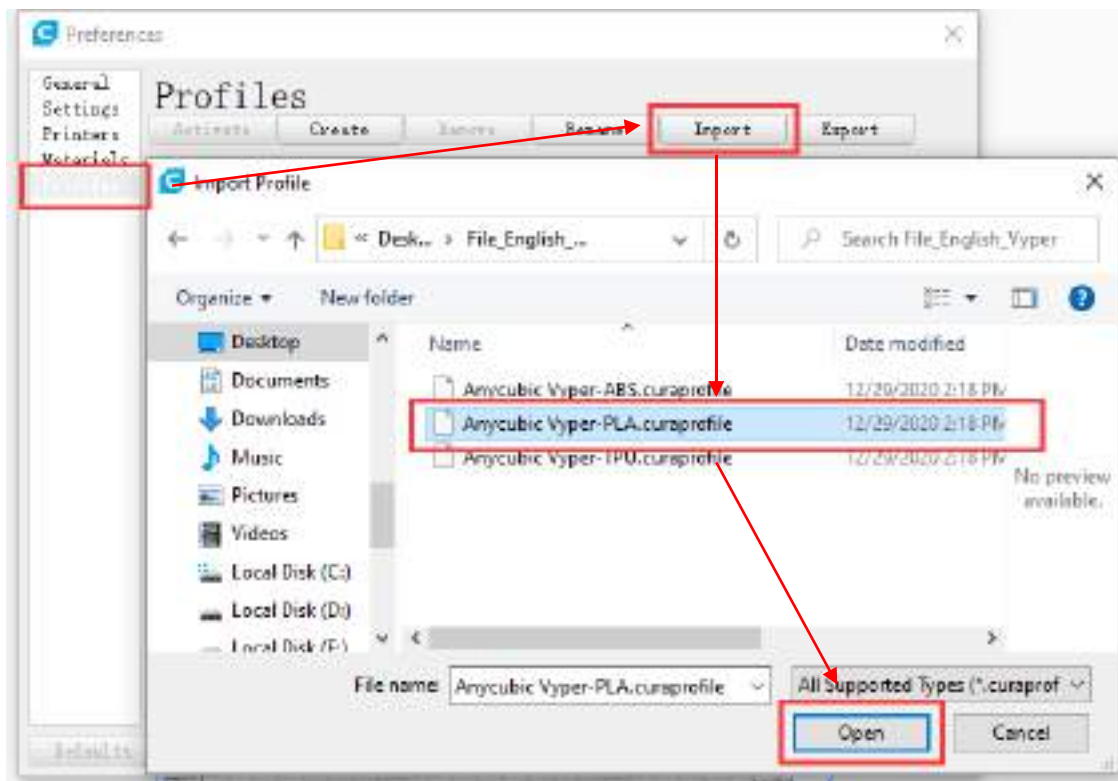 Preferences
General
Settings
Printers
Materials
Profiles
Activate Create Remove Rename Import Export
Import Profile
« Desk... › File_English_... Search File_English_Vyper
Organize New folder
Desktop
Documents
Downloads
Music
Pictures
Videos
Local Disk (C:)
Local Disk (D:)
Local Disk (E:)
Name Date modified
Anycubic Vyper-ABS.curaprofile 12/29/2020 2:18 PM
Anycubic Vyper-PLA.curaprofile 12/29/2020 2:18 PM
Anycubic Vyper-TPU.curaprofile 12/29/2020 2:18 PM
No preview
available.
File name: Anycubic Vyper-PLA.curaprofile All Supported Types (*.curaprof
Open Cancel
Defaults